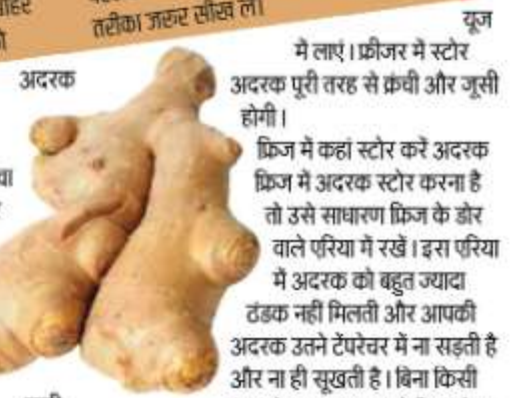 तरीका जरूर सीख लें।
अदरक
यूज
में लाएं। फ्रीजर में स्टोर
अदरक पूरी तरह से क्रंची और जूसी
होगी।
फ्रिज में कहां स्टोर करें अदरक
फ्रिज में अदरक स्टोर करना है
तो उसे साधारण फ्रिज के डोर
वाले एरिया में रखें। इस एरिया
में अदरक को बहुत ज्यादा
ठंडक नहीं मिलती और आपकी
अदरक उतने टेंपरेचर में ना सड़ती है
और ना ही सूखती है। बिना किसी